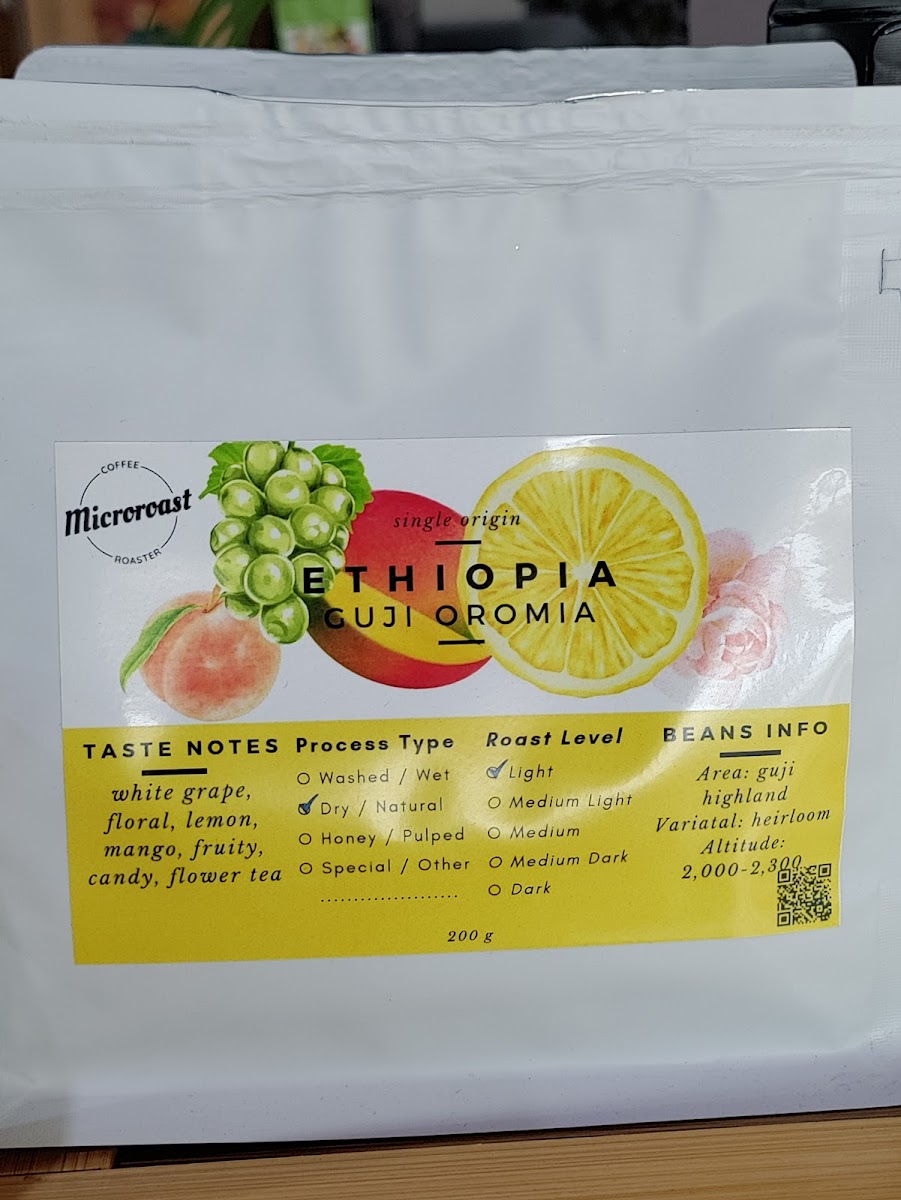 COFFEE
Microroast
ROASTER
single origin
ETHIOPIA
GUJI OROMIA
TASTE NOTES
white grape,
floral, lemon,
mango, fruity,
candy, flower tea
Process Type
Washed / Wet
Dry / Natural
Honey / Pulped
Special / Other
.....................
Roast Level
Light
Medium Light
Medium
Medium Dark
Dark
BEANS INFO
Area: guji
highland
Variatal: heirloom
Altitude:
2,000-2,300
200 g